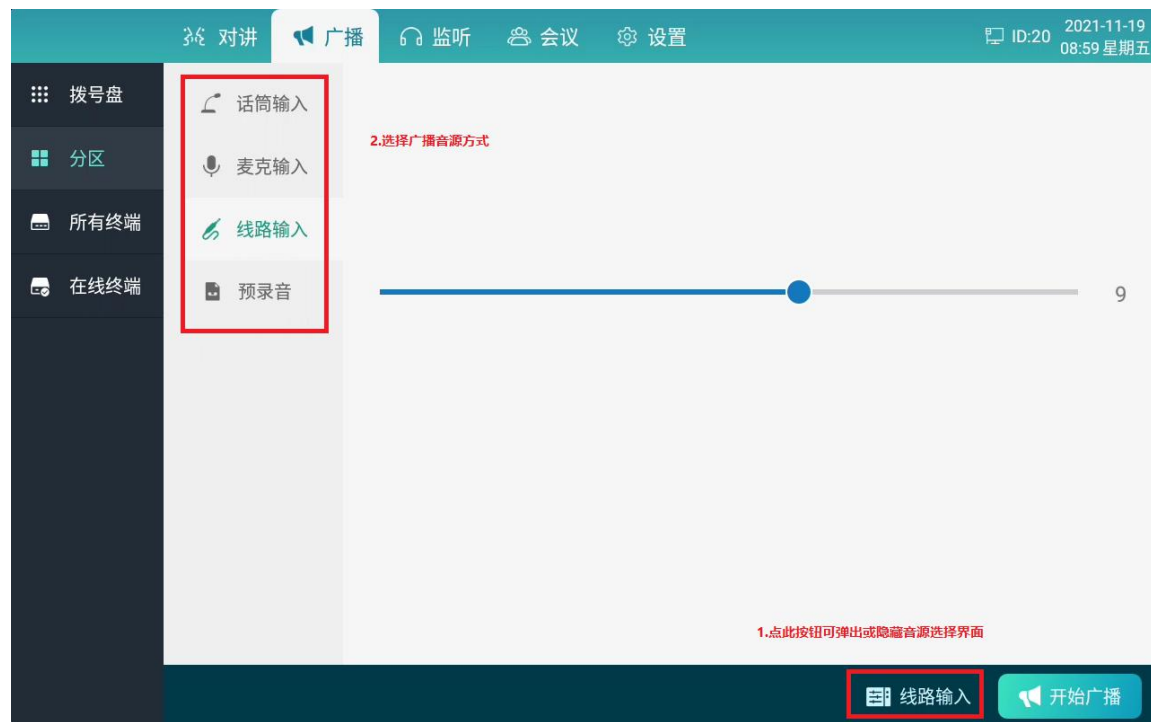 对讲 广播 监听 会议 设置 ID:20 2021-11-19
08:59 星期五
拨号盘
分区
所有终端
在线终端
话筒输入
麦克输入
线路输入
预录音
2.选择广播音源方式
9
1.点此按钮可弹出或隐藏音源选择界面
线路输入 开始广播